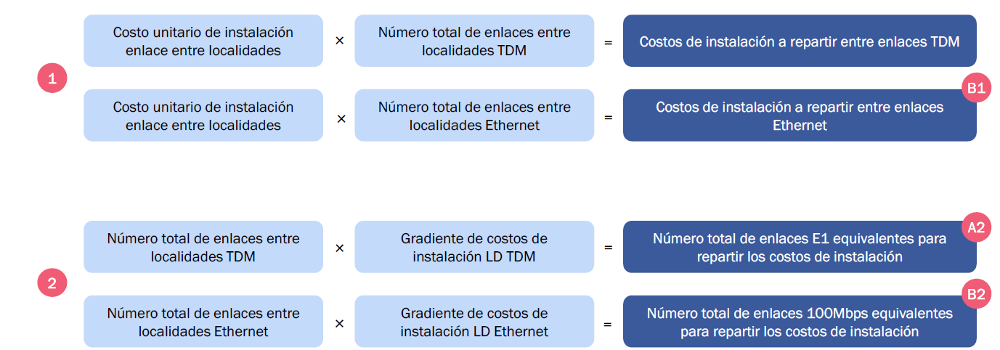 Costo unitario de instalación
enlace entre localidades
×
Número total de enlaces entre
localidades TDM
=
Costos de instalación a repartir entre enlaces TDM
1
B1
Costo unitario de instalación
enlace entre localidades
×
Número total de enlaces entre
localidades Ethernet
=
Costos de instalación a repartir entre enlaces
Ethernet
A2
Número total de enlaces entre
localidades TDM
×
Gradiente de costos de
instalación LD TDM
=
Número total de enlaces E1 equivalentes para
repartir los costos de instalación
2
B2
Número total de enlaces entre
localidades Ethernet
×
Gradiente de costos de
instalación LD Ethernet
=
Número total de enlaces 100Mbps equivalentes
para repartir los costos de instalación